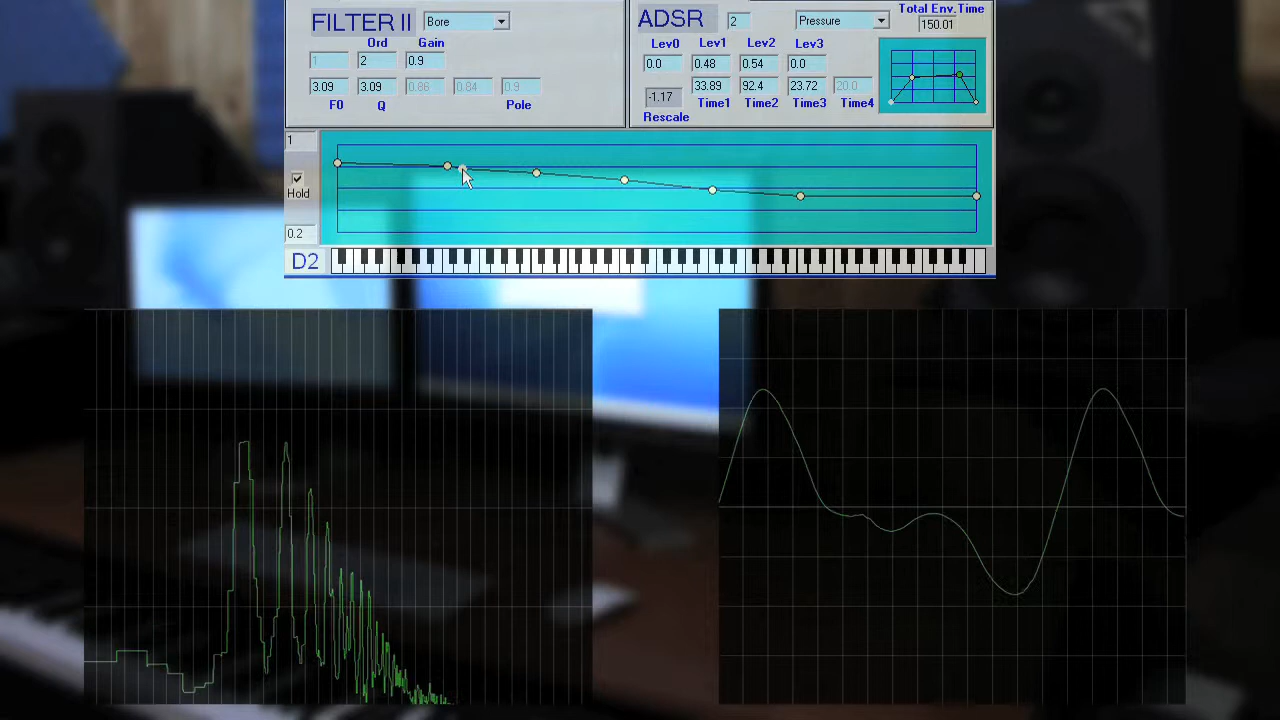 FILTER II Bore
Ord Gain
1 2 0.9
3.09 3.09 0.86 0.84 0.9
F0 Q Pole
ADSR 2 Pressure Total Env.Time
150.01
Lev0 Lev1 Lev2 Lev3
0.0 0.48 0.54 0.0
-1.17 33.89 92.4 23.72 20.0
Rescale Time1 Time2 Time3 Time4
1
Hold
0.2
D2